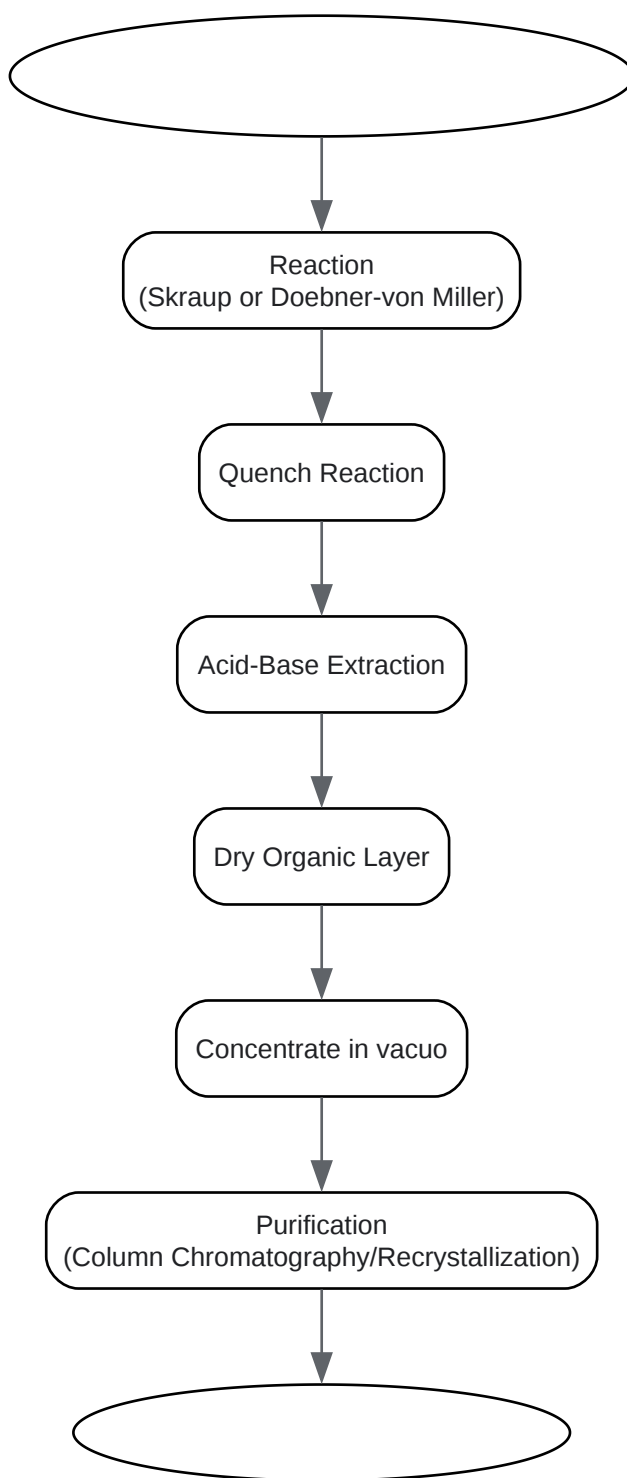 Reaction
(Skraup or Doebner-von Miller)
Quench Reaction
Acid-Base Extraction
Dry Organic Layer
Concentrate in vacuo
Purification
(Column Chromatography/Recrystallization)